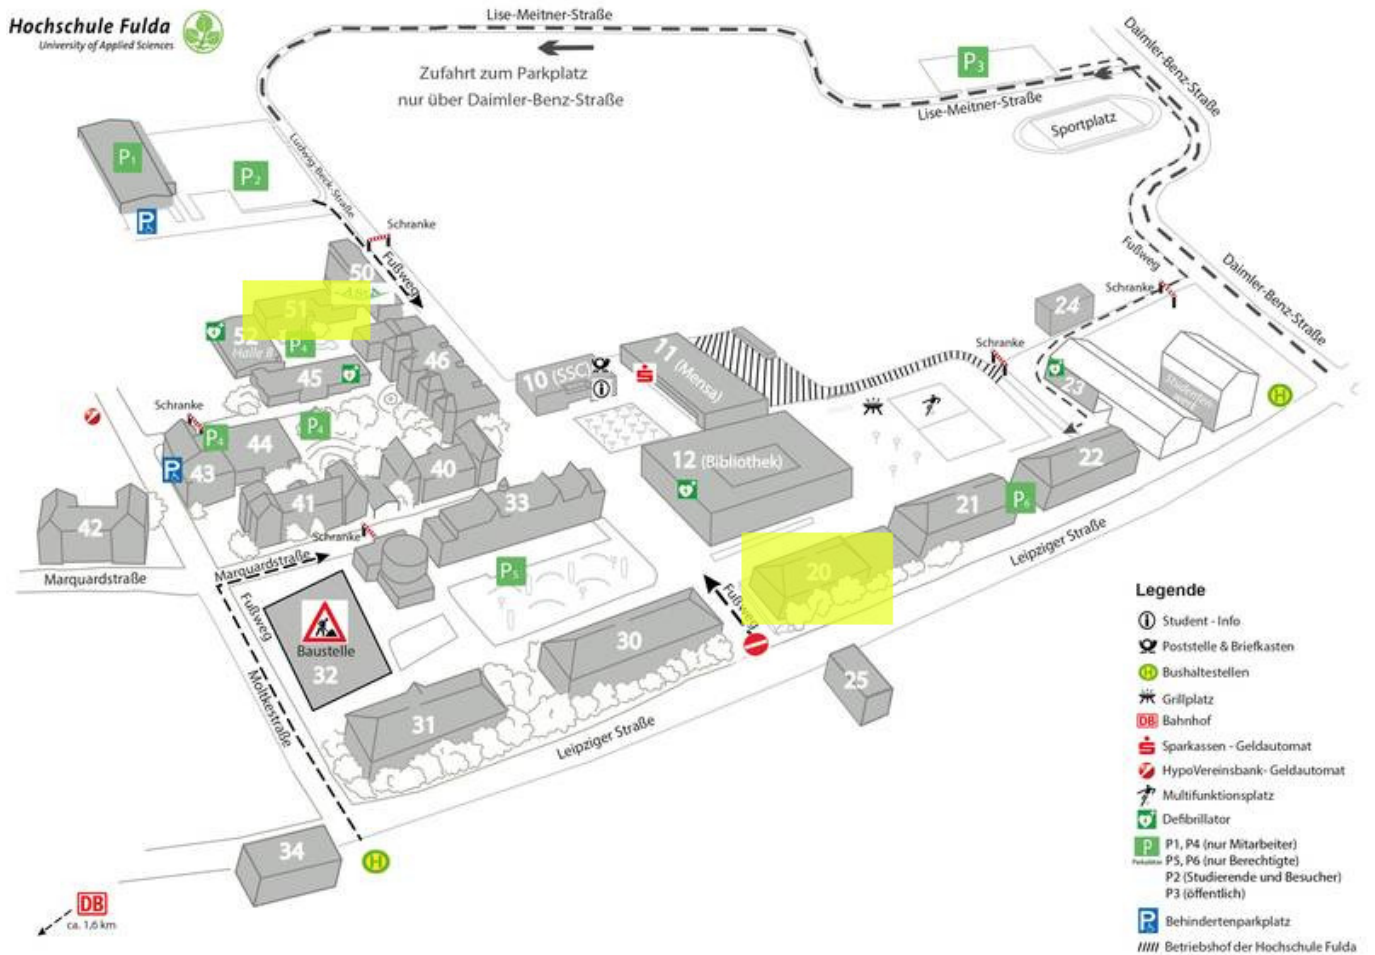 Hochschule Fulda
University of Applied Sciences
Lise-Meitner-Straße
Zufahrt zum Parkplatz
nur über Daimler-Benz-Straße
P3
Lise-Meitner-Straße
Daimler-Benz-Straße
Sportplatz
P1
P2
Ludwig-Beck-Straße
Schranke
Fußweg
50
51
52
Halle 8
P4
45
46
10 (SSC)
11 (Mensa)
Fußweg
Schranke
Daimler-Benz-Straße
24
Schranke
23
H
Schranke
P4
P4
44
43
40
41
42
33
12 (Bibliothek)
22
21
P6
Schranke
Marquardstraße
Marquardstraße
P5
20
Leipziger Straße
Fußweg
Fußweg
Baustelle
32
30
25
31
Moltkestraße
Leipziger Straße
34
H
DB
ca. 1,6 km
Legende
Student - Info
Poststelle & Briefkasten
H Bushaltestellen
Grillplatz
DB Bahnhof
Sparkassen - Geldautomat
HypoVereinsbank- Geldautomat
Multifunktionsplatz
Defibrillator
P P1, P4 (nur Mitarbeiter)
P5, P6 (nur Berechtigte)
P2 (Studierende und Besucher)
P3 (öffentlich)
P Behindertenparkplatz
Betriebshof der Hochschule Fulda